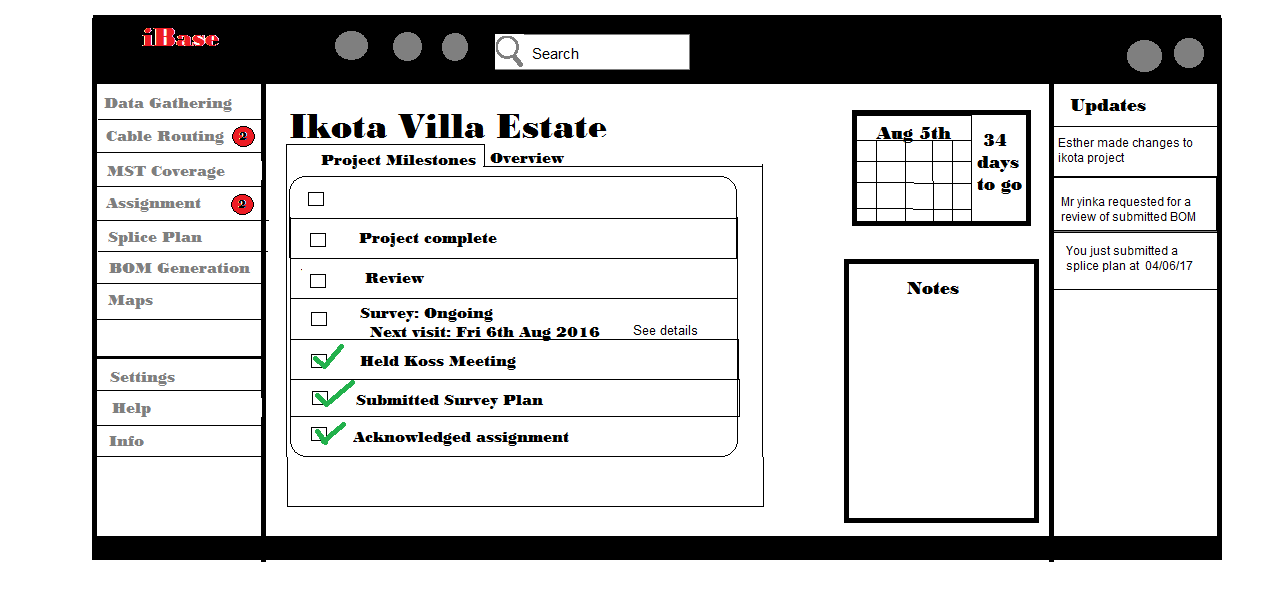 iBase
Search
Data Gathering
Cable Routing 2
MST Coverage
Assignment 2
Splice Plan
BOM Generation
Maps
Settings
Help
Info
Ikota Villa Estate
Project Milestones
Overview
Project complete
Review
Survey: Ongoing
Next visit: Fri 6th Aug 2016
See details
Held Koss Meeting
Submitted Survey Plan
Acknowledged assignment
Aug 5th
34
days
to go
Notes
Updates
Esther made changes to
ikota project
Mr yinka requested for a
review of submitted BOM
You just submitted a
splice plan at 04/06/17